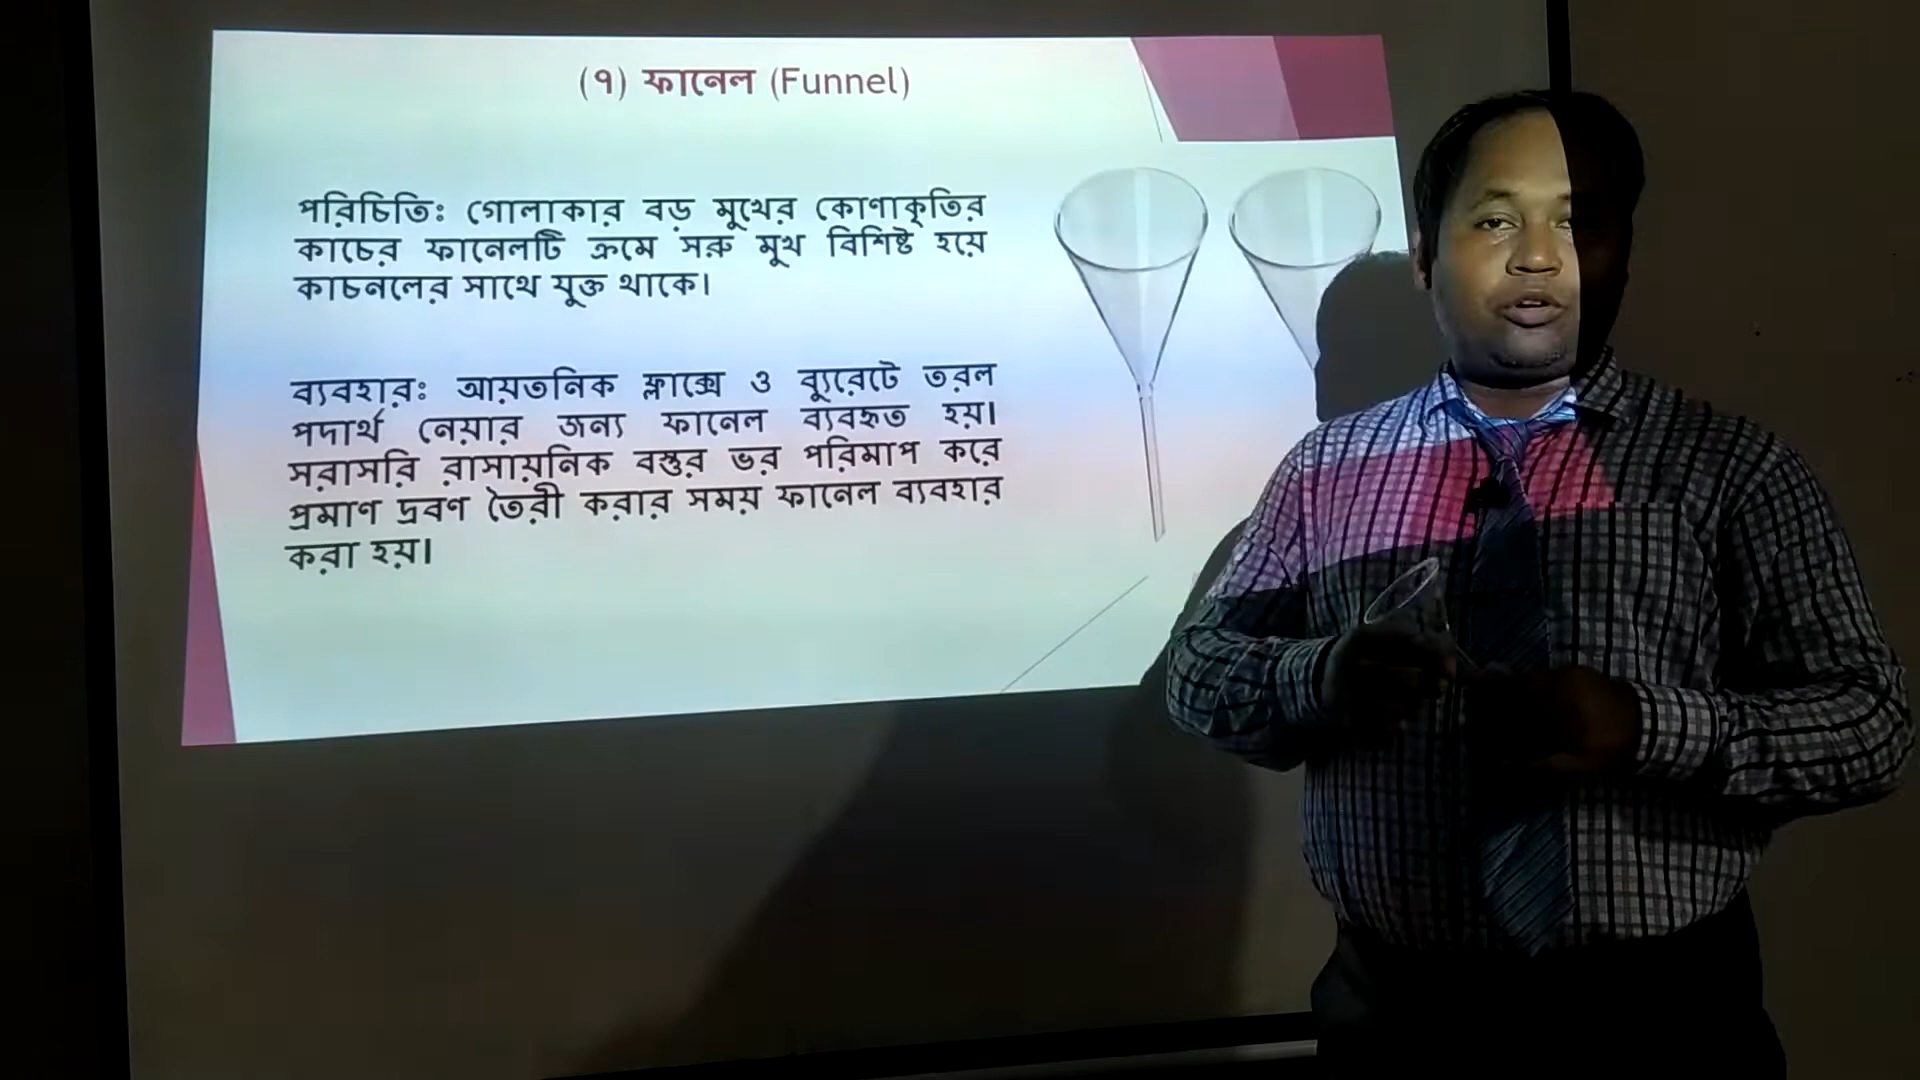 (৭) ফানেল (Funnel)
পরিচিতিঃ গোলাকার বড় মুখের কোণাকৃতির
কাচের ফানেলটি ক্রমে সরু মুখ বিশিষ্ট হয়ে
কাচনলের সাথে যুক্ত থাকে।
ব্যবহারঃ আয়তনিক ফ্লাস্কে ও ব্যুরেটে তরল
পদার্থ নেয়ার জন্য ফানেল ব্যবহৃত হয়।
সরাসরি রাসায়নিক বস্তুর ভর পরিমাপ করে
প্রমাণ দ্রবণ তৈরী করার সময় ফানেল ব্যবহার
করা হয়।